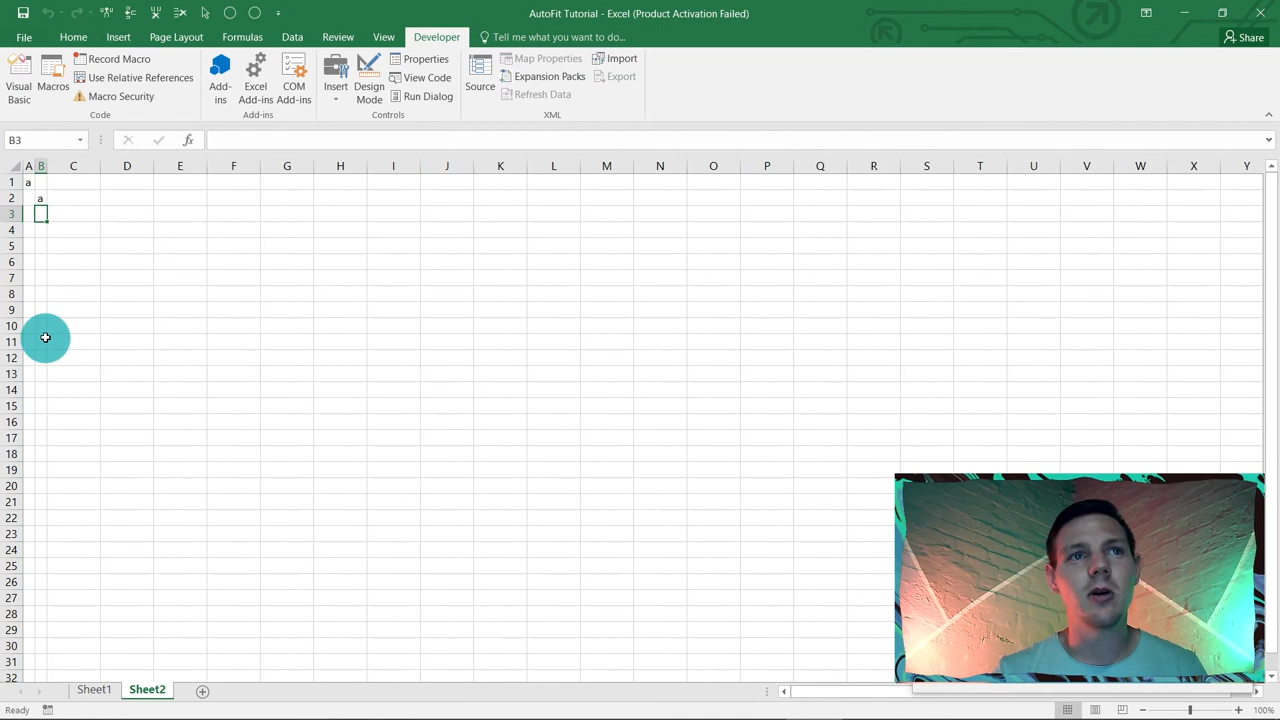 AutoFit Tutorial - Excel (Product Activation Failed)
File Home Insert Page Layout Formulas Data Review View Developer Tell me what you want to do... Share
Visual Basic
Macros
Record Macro
Use Relative References
Macro Security
Code
Add-ins
Excel Add-ins
COM Add-ins
Add-ins
Insert
Design Mode
Properties
View Code
Run Dialog
Controls
Source
Map Properties
Expansion Packs
Refresh Data
Import
Export
XML
B3 fx
A B C D E F G H I J K L M N O P Q R S T U V W X Y
1 a
2 a
3
4
5
6
7
8
9
10
11
12
13
14
15
16
17
18
19
20
21
22
23
24
25
26
27
28
29
30
31
32
Sheet1 Sheet2
Ready 100%